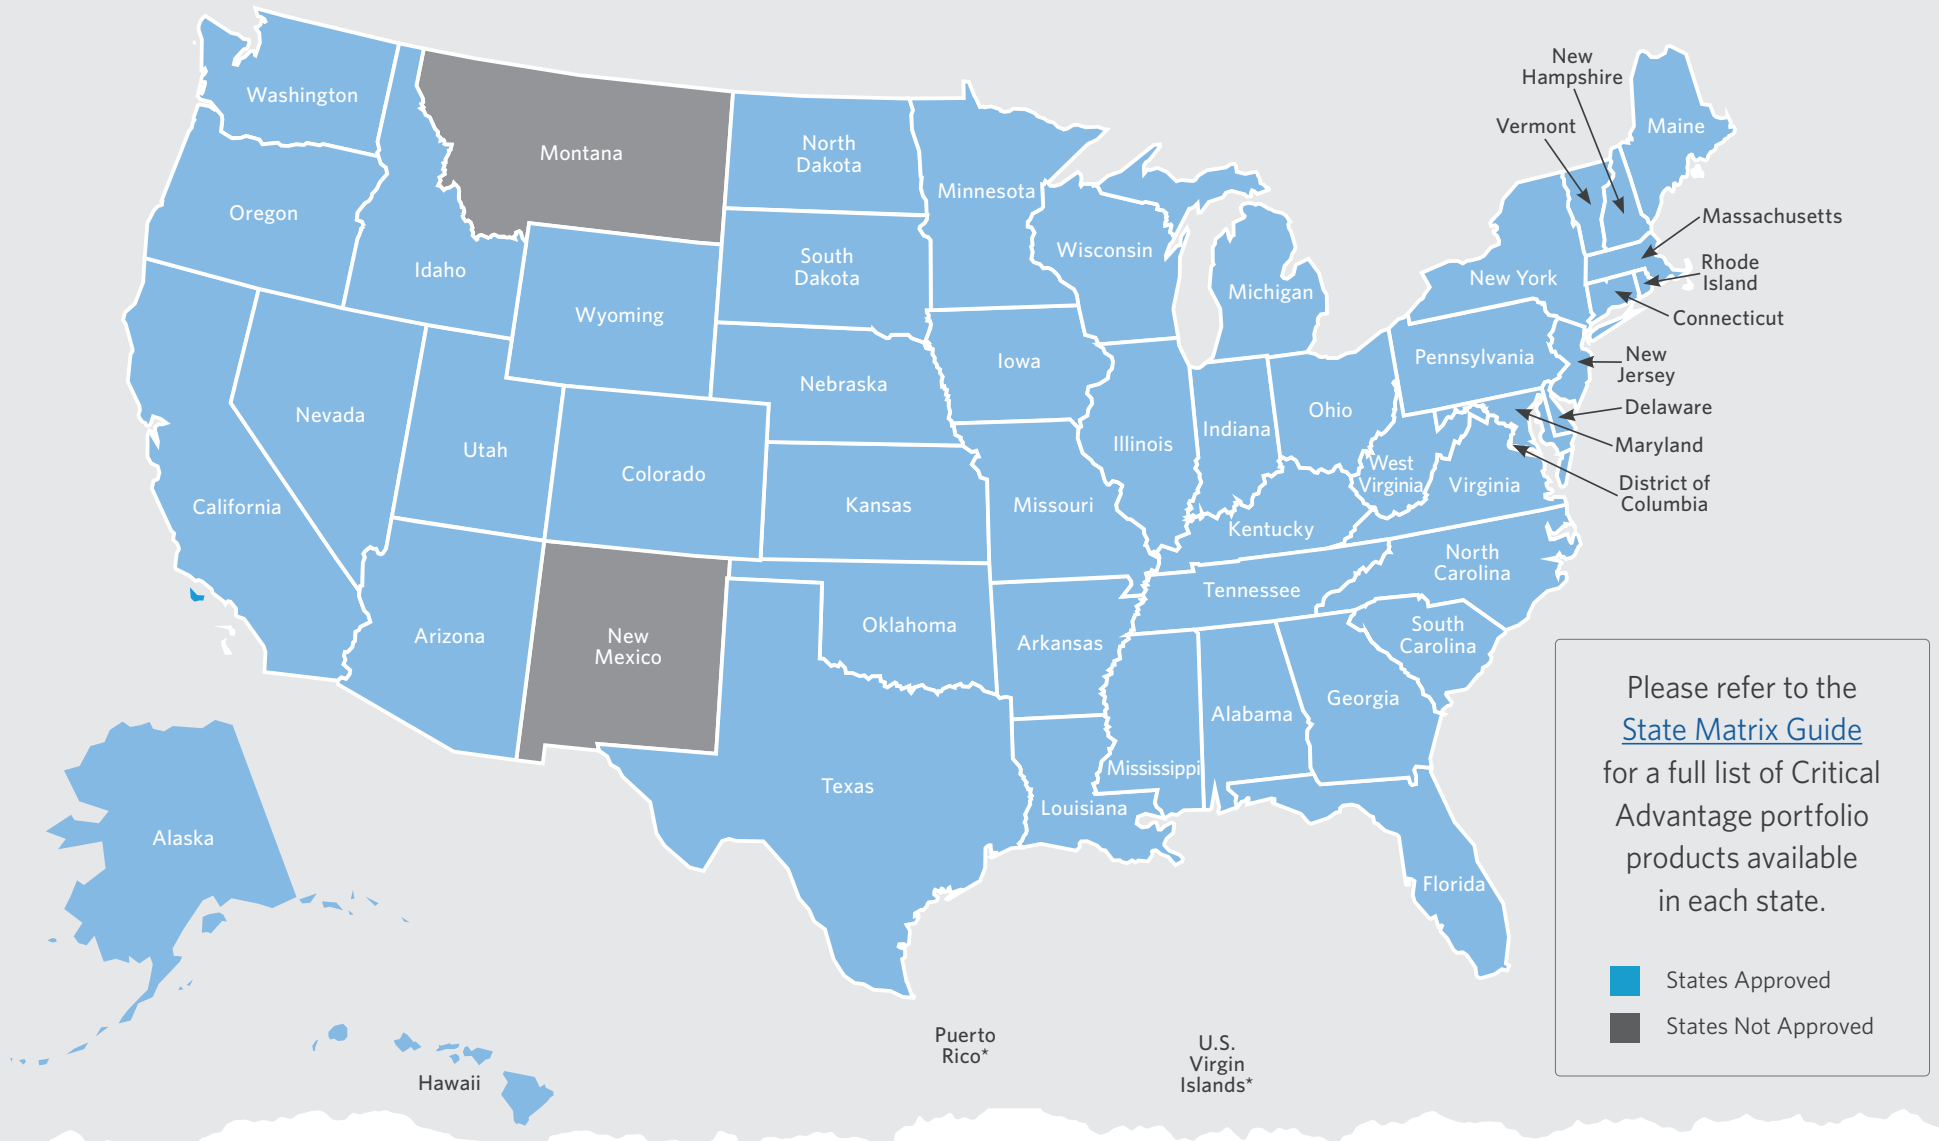 New
Hampshire
Vermont
Maine
Washington
Montana
North
Dakota
Minnesota
Oregon
Idaho
Massachusetts
Wisconsin
South
Dakota
Rhode
Island
New York
Michigan
Wyoming
Connecticut
Iowa
Pennsylvania
New
Jersey
Nebraska
Nevada
Ohio
Delaware
Utah
Illinois
Indiana
Maryland
Colorado
West
Virginia
Virginia
District of
Columbia
California
Kansas
Missouri
Kentucky
North
Carolina
Tennessee
Arizona
New
Mexico
Oklahoma
Arkansas
South
Carolina
Georgia
Alabama
Mississippi
Texas
Louisiana
Alaska
Florida
Puerto
Rico*
U.S.
Virgin
Islands*
Hawaii
Please refer to the
State Matrix Guide
for a full list of Critical
Advantage portfolio
products available
in each state.
States Approved
States Not Approved